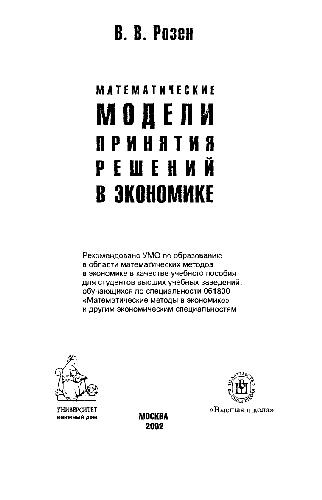 В. В. Розен
МАТЕМАТИЧЕСКИЕ
МОДЕЛИ
ПРИНЯТИЯ
РЕШЕНИЙ
В ЭКОНОМИКЕ
Рекомендовано УМО по образованию
в области математических методов
в экономике в качестве учебного пособия
для студентов высших учебных заведений,
обучающихся по специальности 061800
«Математические методы в экономике»
и другим экономическим специальностям
УНИВЕРСИТЕТ
КНИЖНЫЙ ДОМ
МОСКВА
2002
«Высшая школа»